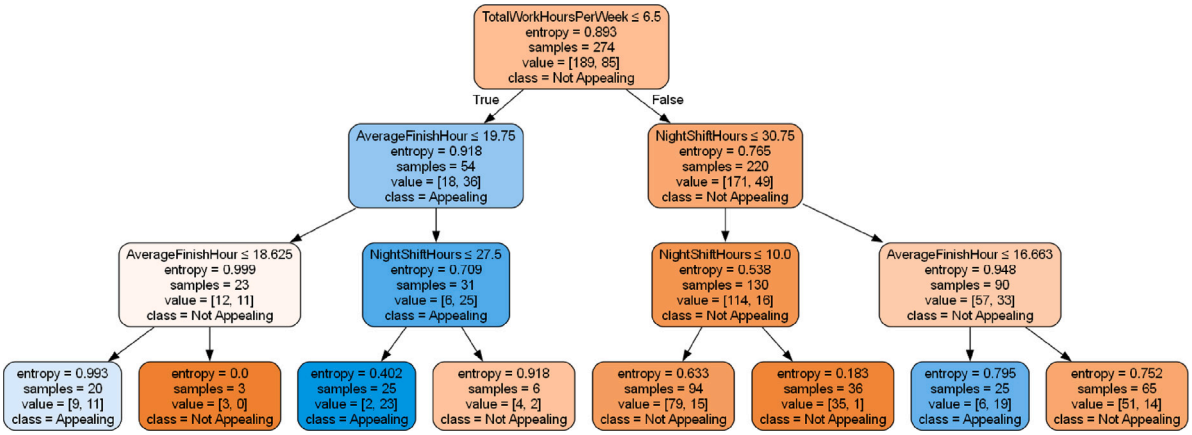 TotalWorkHoursPerWeek ≤ 6.5
entropy = 0.893
samples = 274
value = [189, 85]
class = Not Appealing
True
False
AverageFinishHour ≤ 19.75
entropy = 0.918
samples = 54
value = [18, 36]
class = Appealing
NightShiftHours ≤ 30.75
entropy = 0.765
samples = 220
value = [171, 49]
class = Not Appealing
AverageFinishHour ≤ 18.625
entropy = 0.999
samples = 23
value = [12, 11]
class = Not Appealing
NightShiftHours ≤ 27.5
entropy = 0.709
samples = 31
value = [6, 25]
class = Appealing
NightShiftHours ≤ 10.0
entropy = 0.538
samples = 130
value = [114, 16]
class = Not Appealing
AverageFinishHour ≤ 16.663
entropy = 0.948
samples = 90
value = [57, 33]
class = Not Appealing
entropy = 0.993
samples = 20
value = [9, 11]
class = Appealing
entropy = 0.0
samples = 3
value = [3, 0]
class = Not Appealing
entropy = 0.402
samples = 25
value = [2, 23]
class = Appealing
entropy = 0.918
samples = 6
value = [4, 2]
class = Not Appealing
entropy = 0.633
samples = 94
value = [79, 15]
class = Not Appealing
entropy = 0.183
samples = 36
value = [35, 1]
class = Not Appealing
entropy = 0.795
samples = 25
value = [6, 19]
class = Appealing
entropy = 0.752
samples = 65
value = [51, 14]
class = Not Appealing